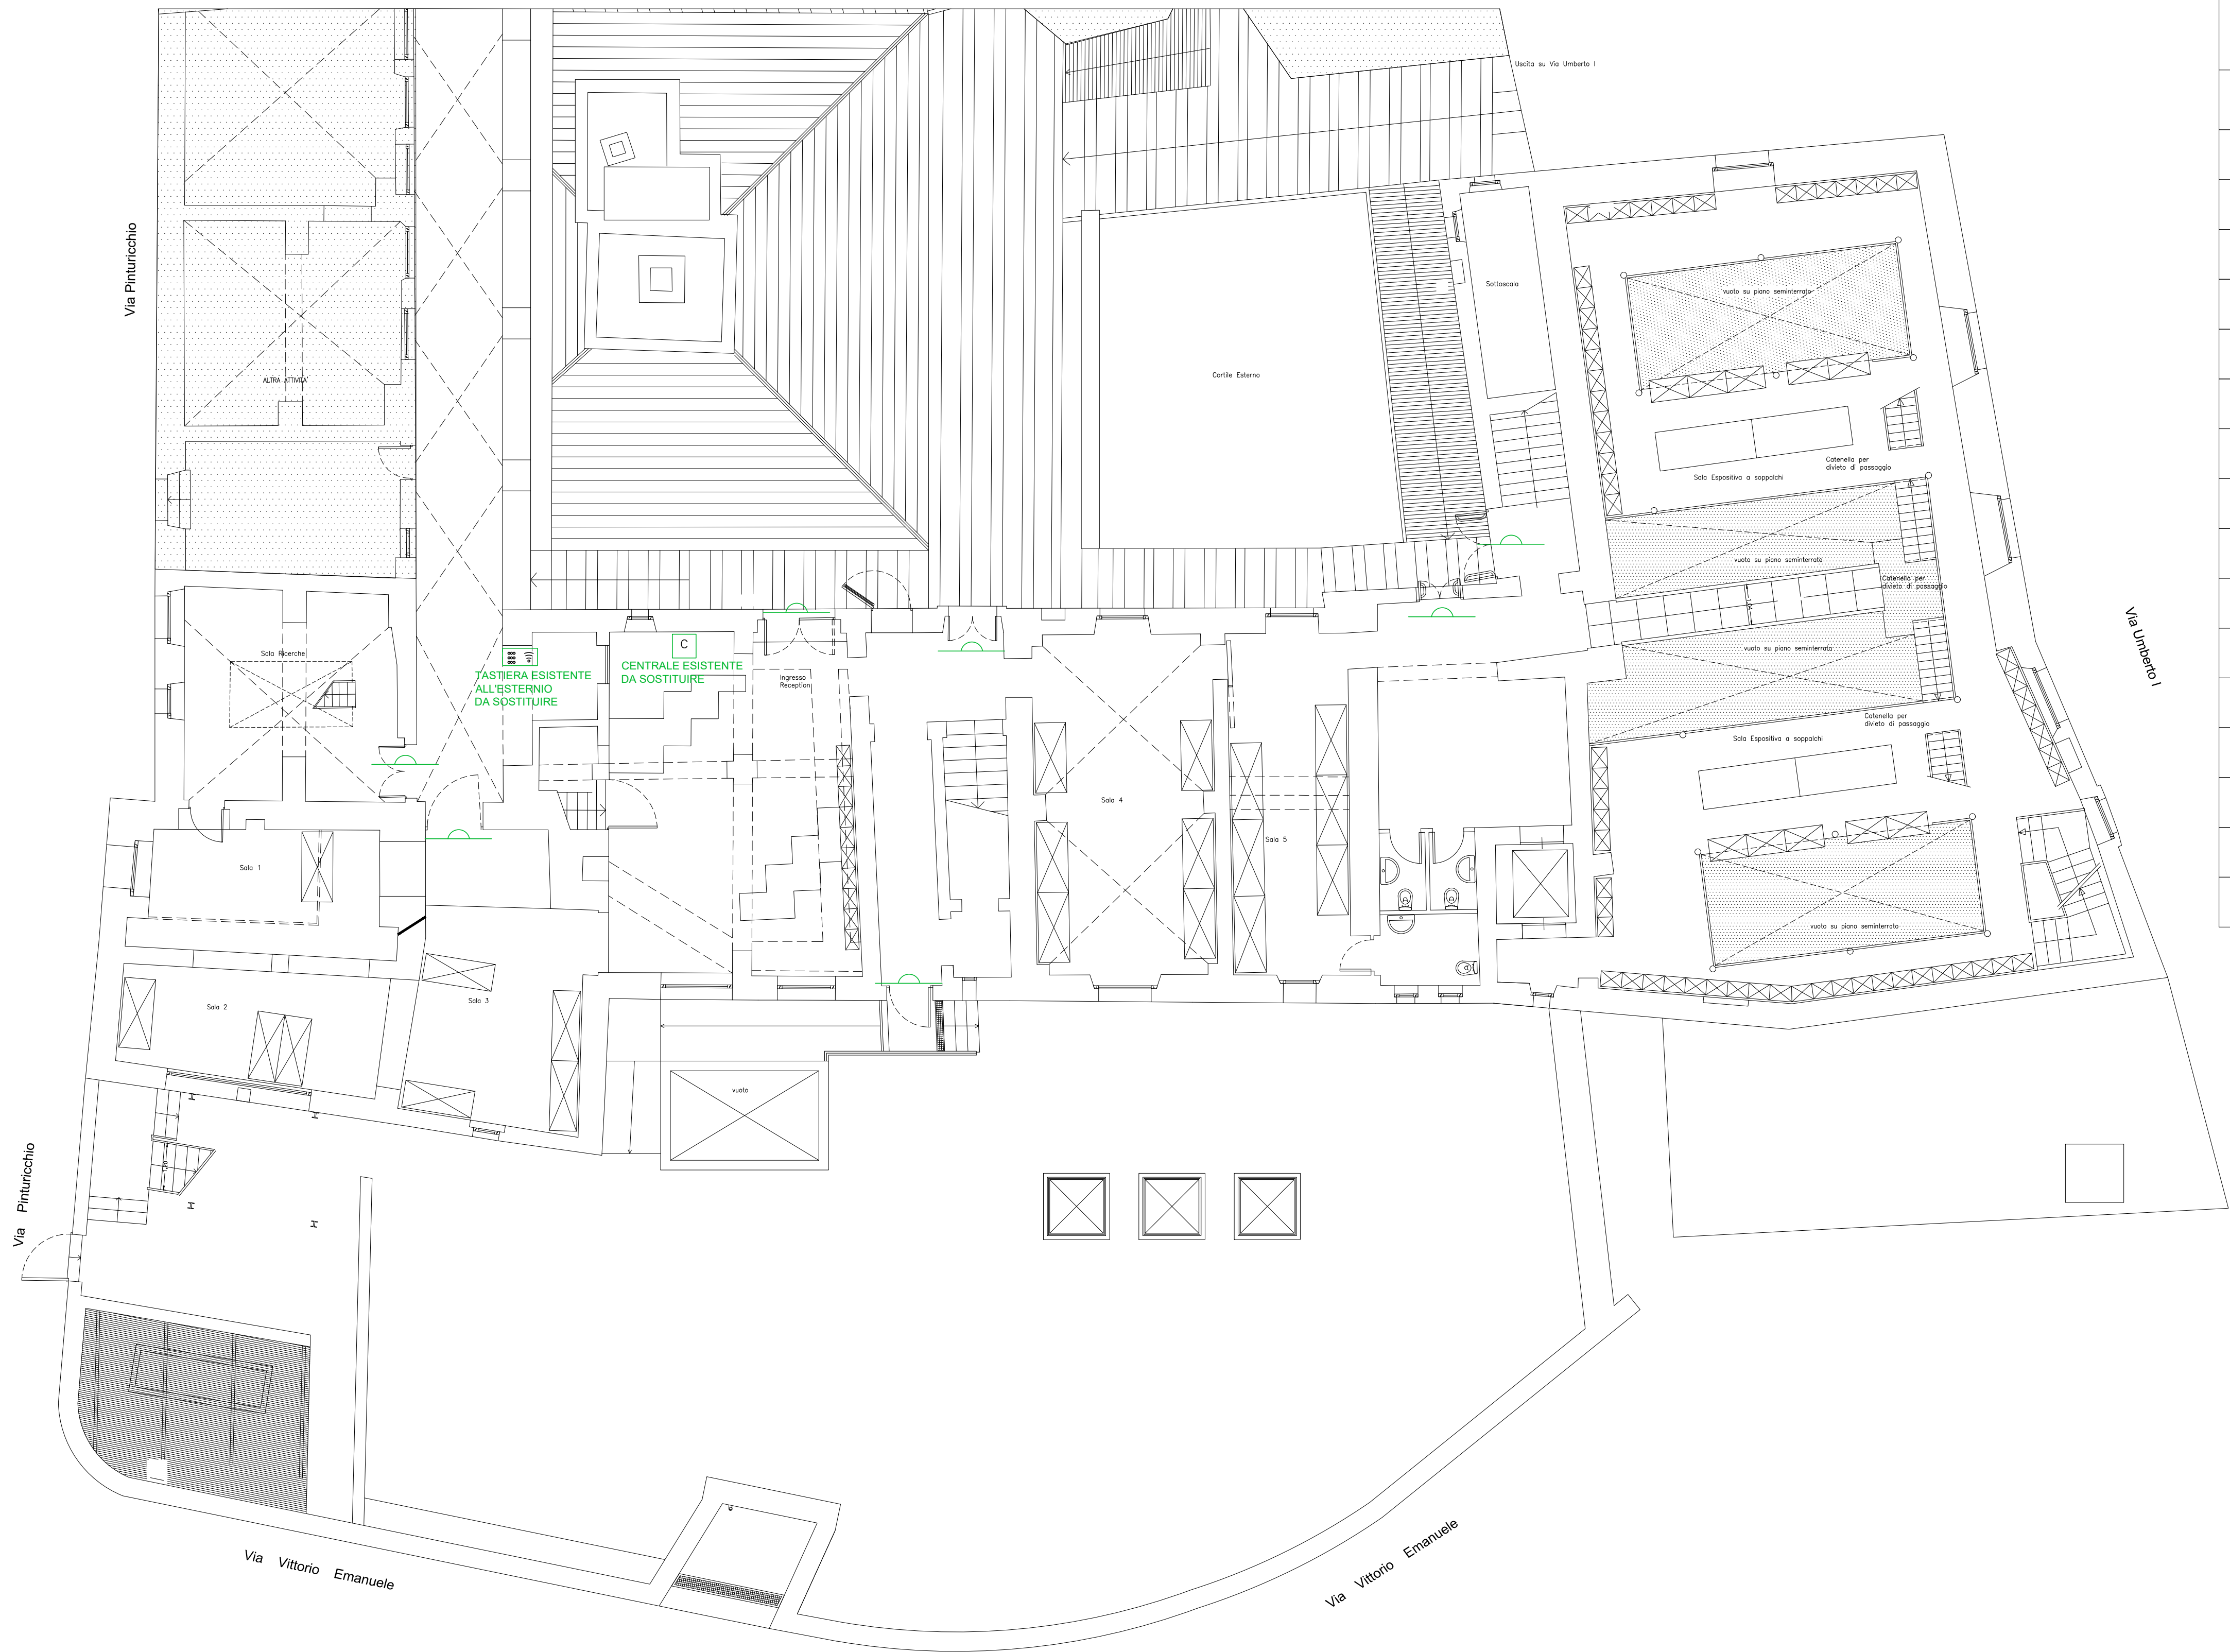 Uscita su Via Umberto I
Via Pinturicchio
Sottoscala
vuoto su piano seminterrato
Cortile Esterno
ALTRA ATTIVITA'
Catenella per
divieto di passaggio
Sala Espositiva a soppalchi
vuoto su piano seminterrato
Catenella per
divieto di passaggio
Via Umberto I
vuoto su piano seminterrato
Sala Ricerche
C
CENTRALE ESISTENTE
DA SOSTITUIRE
TASTIERA ESISTENTE
ALL'ESTERNIO
DA SOSTITUIRE
Ingresso
Reception
Catenella per
divieto di passaggio
Sala Espositiva a soppalchi
Sala 4
Sala 5
Sala 1
vuoto su piano seminterrato
Sala 3
Sala 2
vuoto
Via Pinturicchio
Via Vittorio Emanuele
Via Vittorio Emanuele